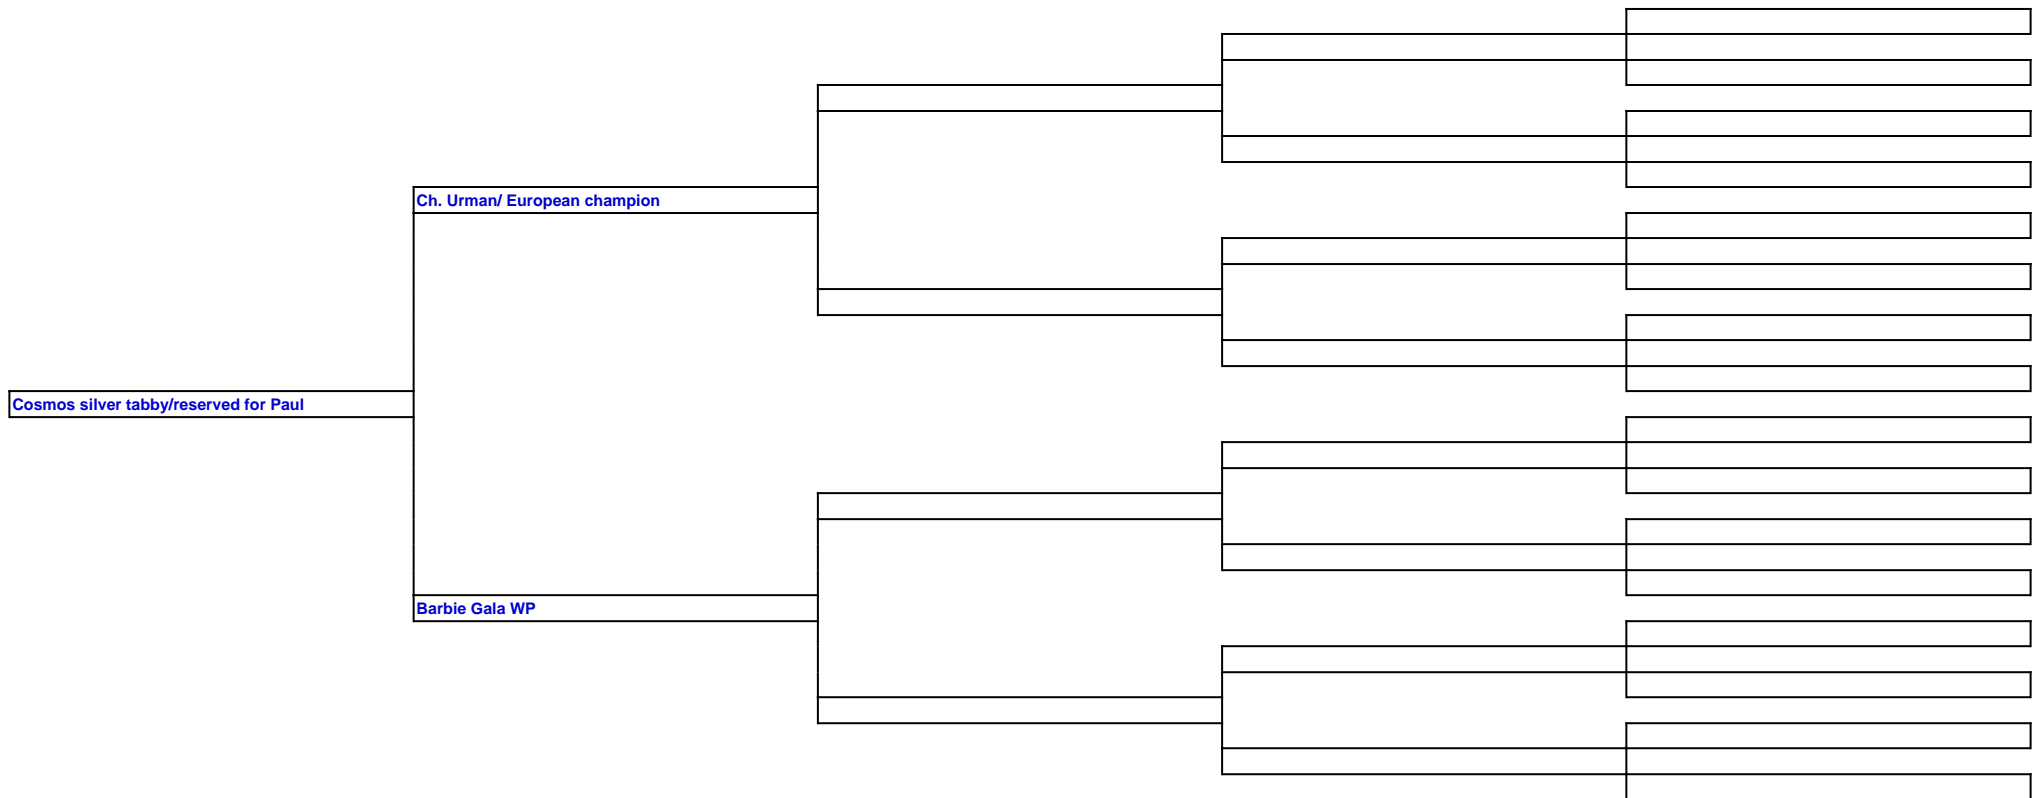 Ch. Urman/ European champion
Cosmos silver tabby/reserved for Paul
Barbie Gala WP